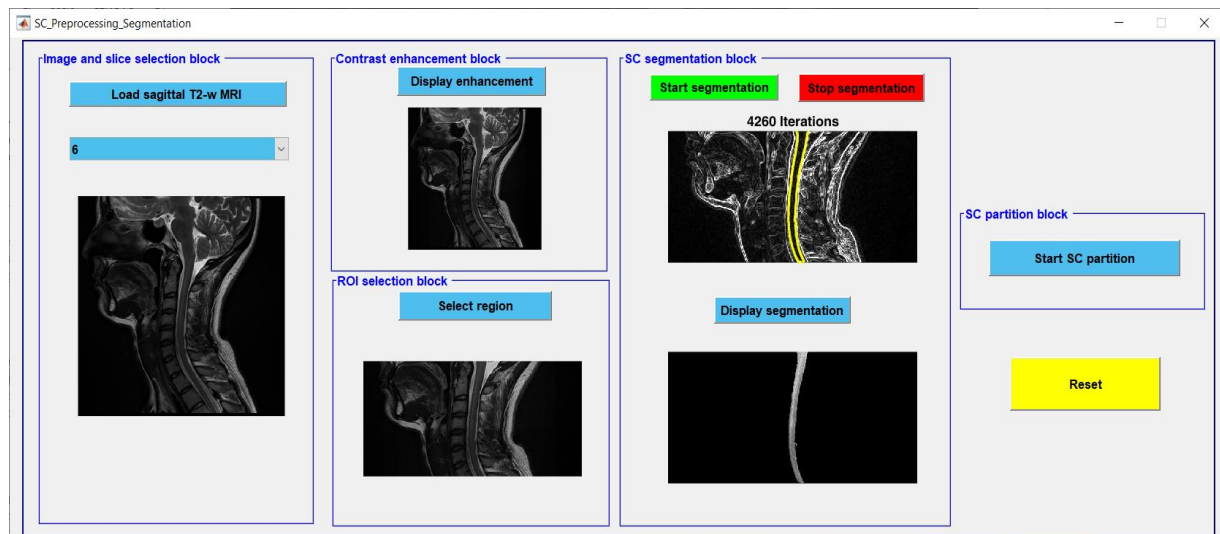 SC_Preprocessing_Segmentation
Image and slice selection block
Load sagittal T2-w MRI
6
Contrast enhancement block
Display enhancement
ROI selection block
Select region
SC segmentation block
Start segmentation
Stop segmentation
4260 Iterations
Display segmentation
SC partition block
Start SC partition
Reset